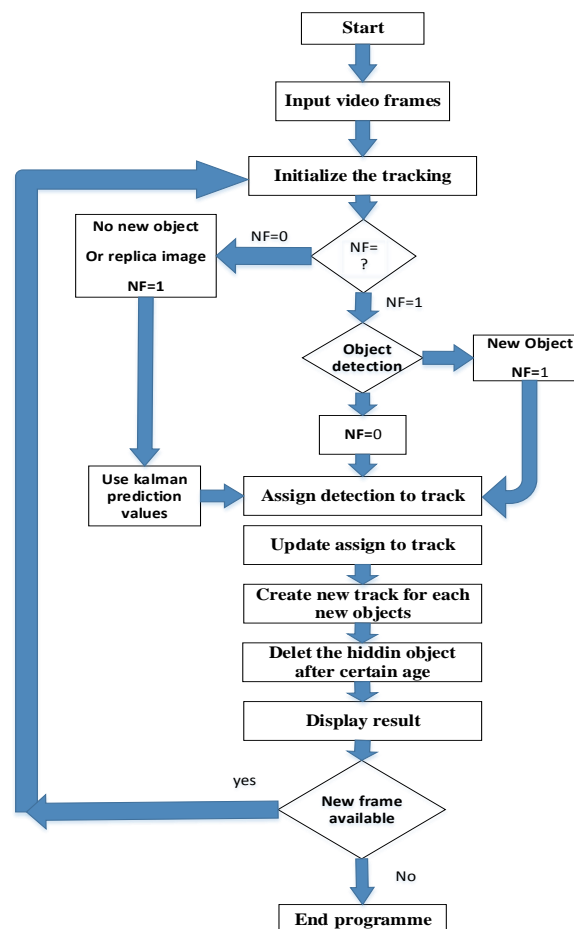 Start
Input video frames
Initialize the tracking
No new object
Or replica image
NF=1
NF=0
NF=
?
NF=1
Object
detection
New Object
NF=1
NF=0
Use kalman
prediction
values
Assign detection to track
Update assign to track
Create new track for each
new objects
Delet the hiddin object
after certain age
Display result
yes
New frame
available
No
End programme